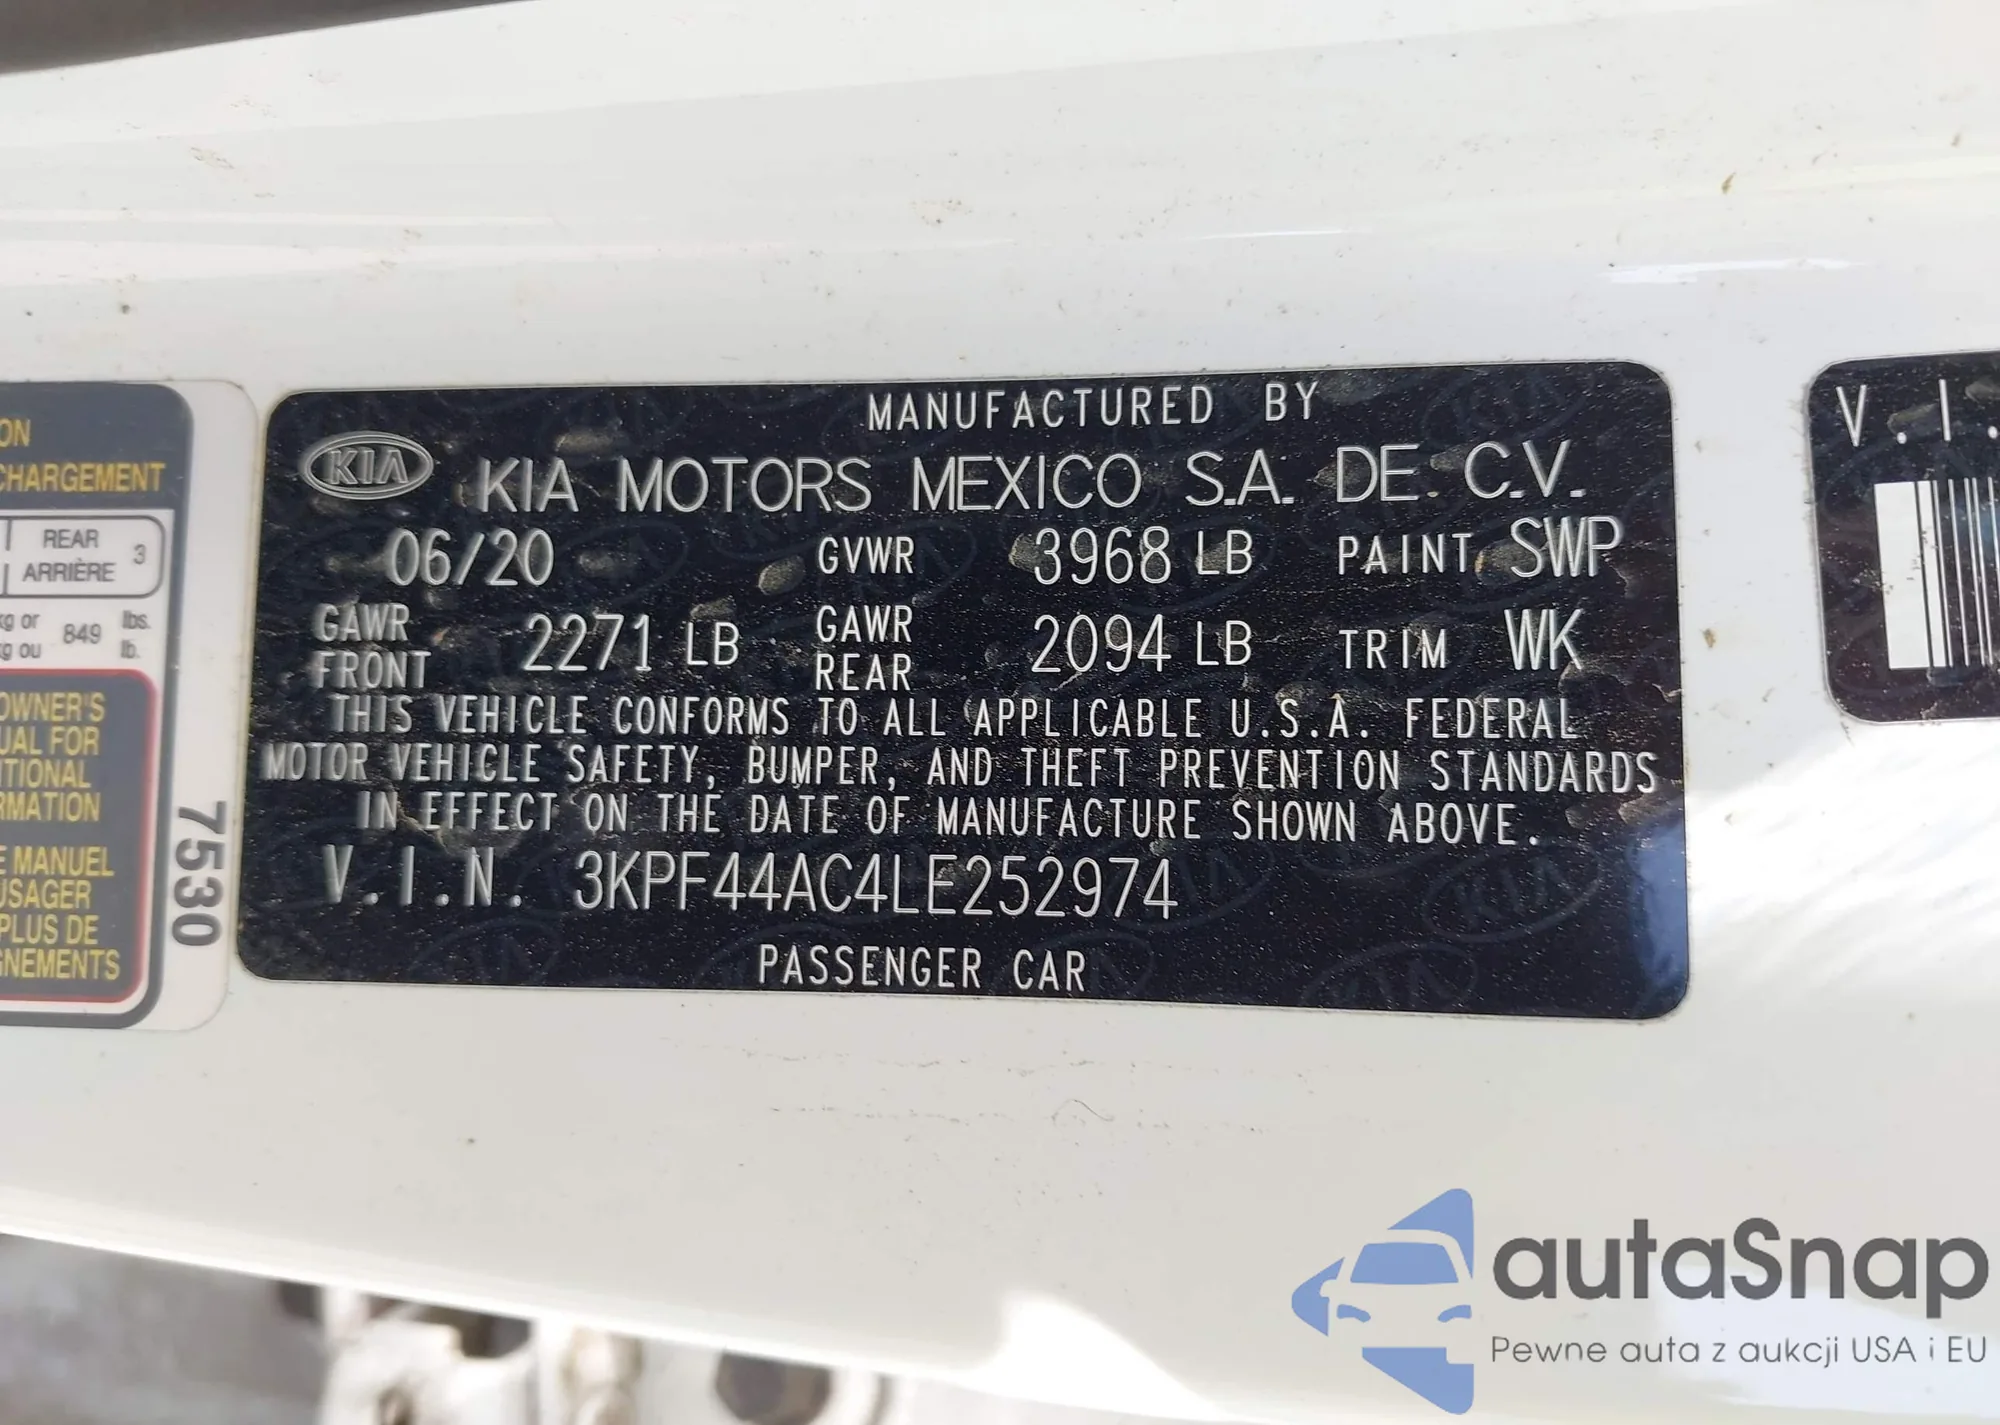 ON
CHARGEMENT
REAR
ARRIÈRE 3
kg or 849 lbs.
kg ou lb.
OWNER'S
UAL FOR
ITIONAL
RMATION
E MANUEL
USAGER
PLUS DE
GNEMENTS
7530
MANUFACTURED BY
KIA KIA MOTORS MEXICO S.A. DE C.V.
06/20 GVWR 3968 LB PAINT SWP
GAWR FRONT 2271 LB GAWR REAR 2094 LB TRIM WK
THIS VEHICLE CONFORMS TO ALL APPLICABLE U.S.A. FEDERAL
MOTOR VEHICLE SAFETY, BUMPER, AND THEFT PREVENTION STANDARDS
IN EFFECT ON THE DATE OF MANUFACTURE SHOWN ABOVE.
V.I.N. 3KPF44AC4LE252974
PASSENGER CAR
V.I.
autaSnap
Pewne auta z aukcji USA i EU